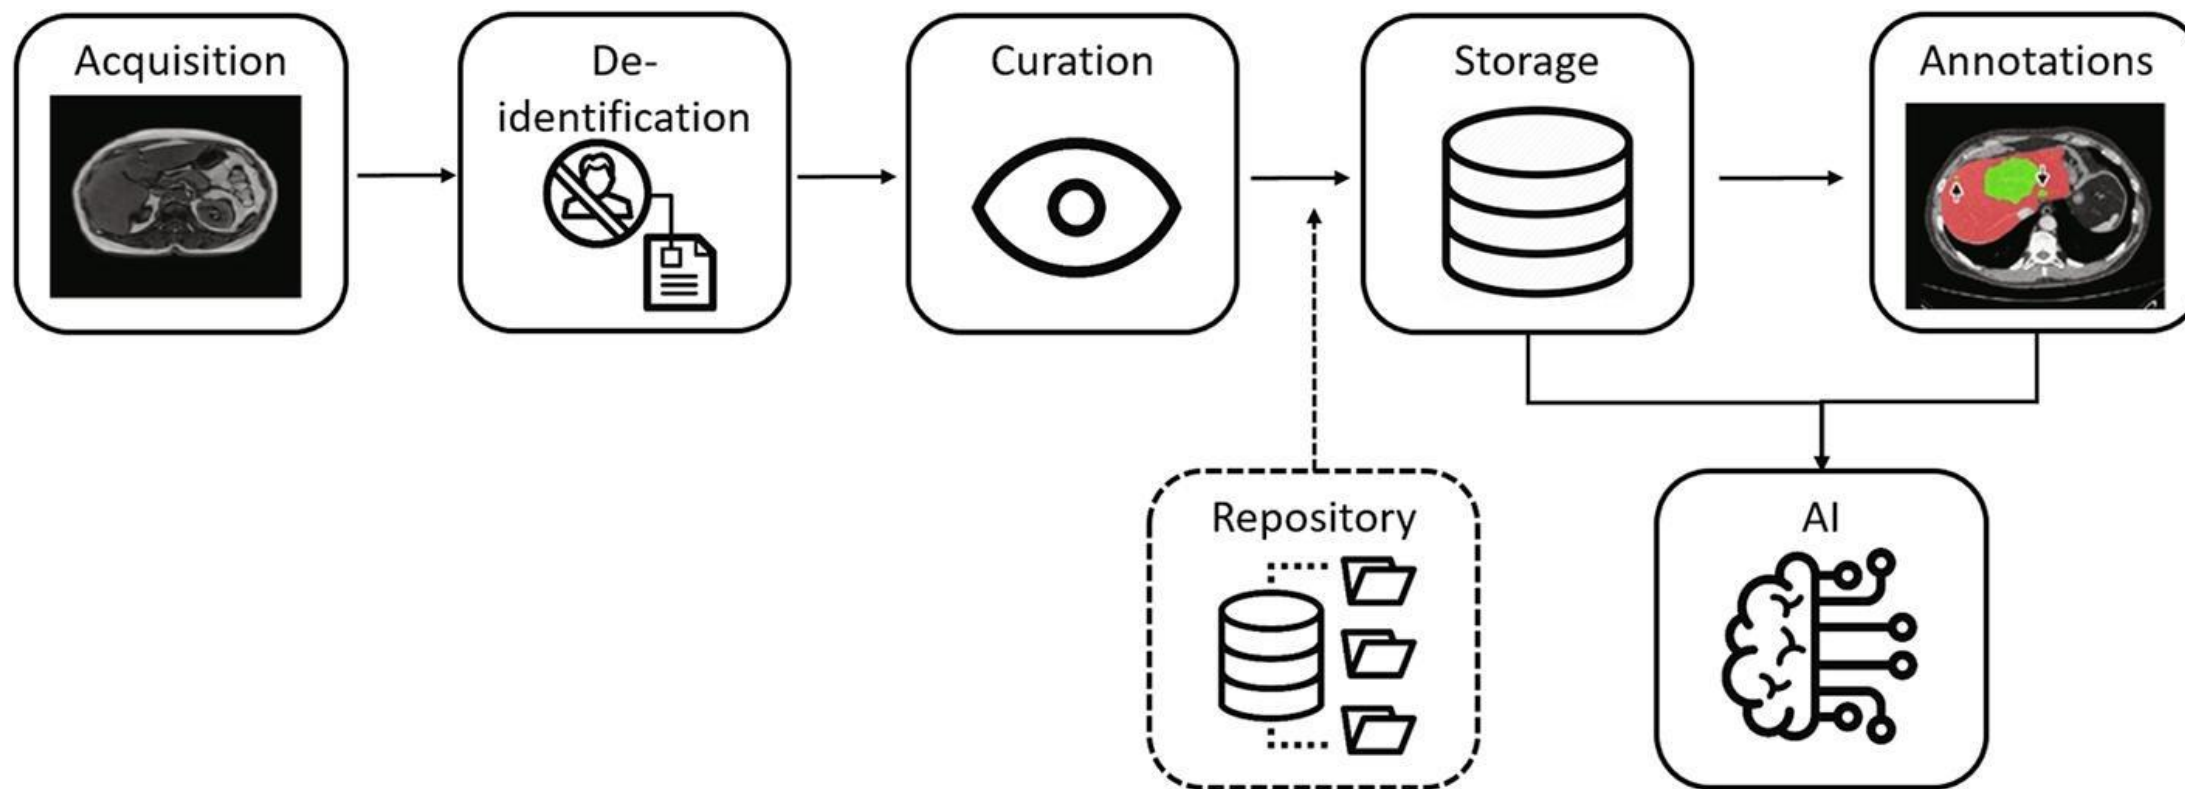 Acquisition
De-
identification
Curation
Storage
Annotations
Repository
AI